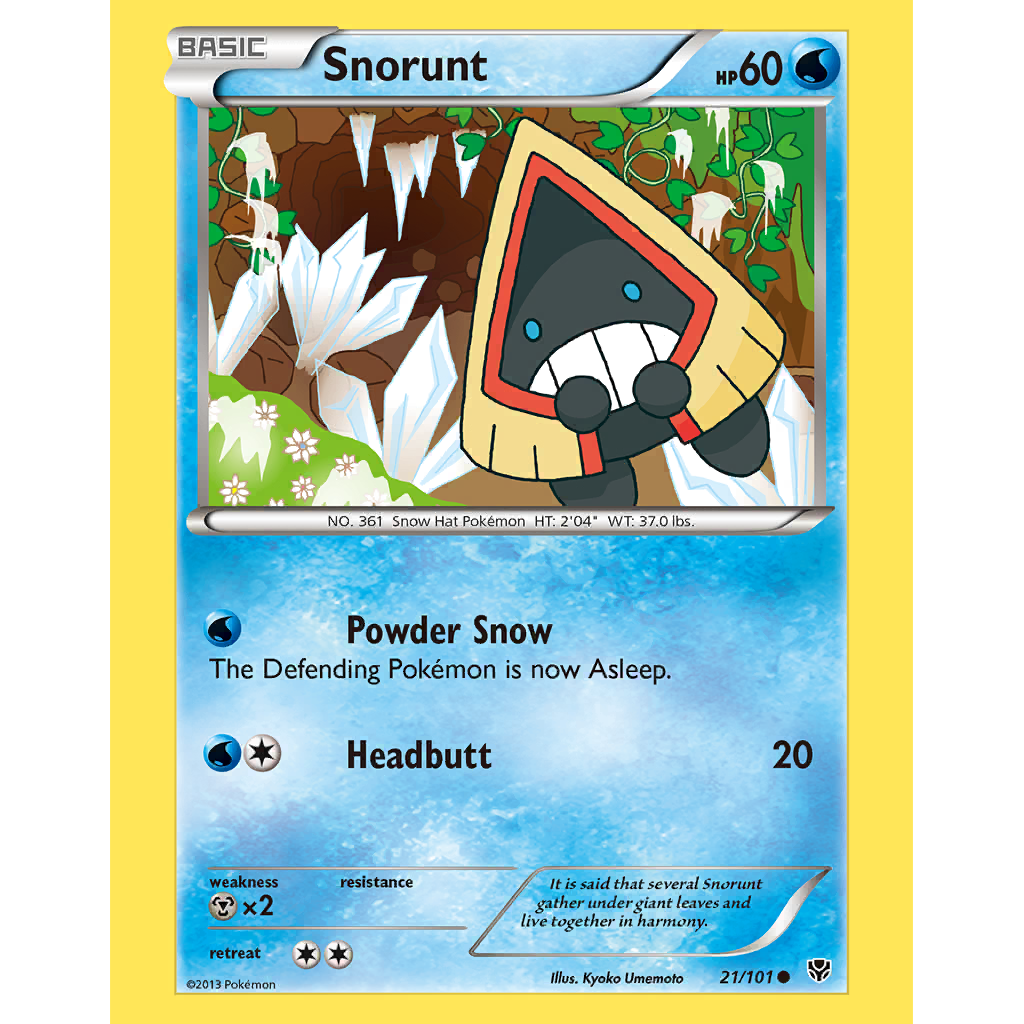 BASIC
Snorunt
HP60
NO. 361 Snow Hat Pokémon HT: 2'04" WT: 37.0 lbs.
Powder Snow
The Defending Pokémon is now Asleep.
Headbutt 20
weakness resistance
×2
It is said that several Snorunt
gather under giant leaves and
live together in harmony.
retreat
Illus. Kyoko Umemoto 21/101
©2013 Pokémon